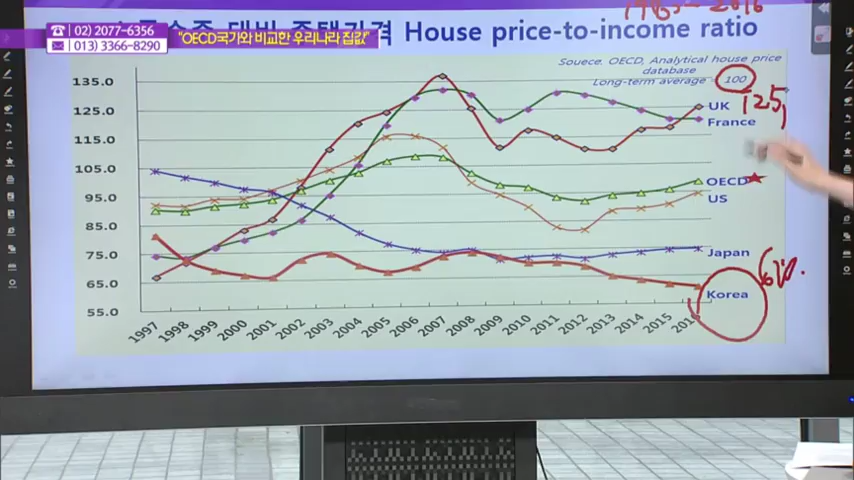 (02) 2077-6356
(013) 3366-8290
"OECD국가와 비교한 우리나라 집값"
주택가격 House price-to-income ratio
Souece. OECD, Analytical house price
database
Long-term average = 100
125
135.0
125.0
115.0
105.0
95.0
85.0
75.0
65.0
55.0
UK
France
OECD
US
Japan
Korea
1997
1998
1999
2000
2001
2002
2003
2004
2005
2006
2007
2008
2009
2010
2011
2012
2013
2014
2015